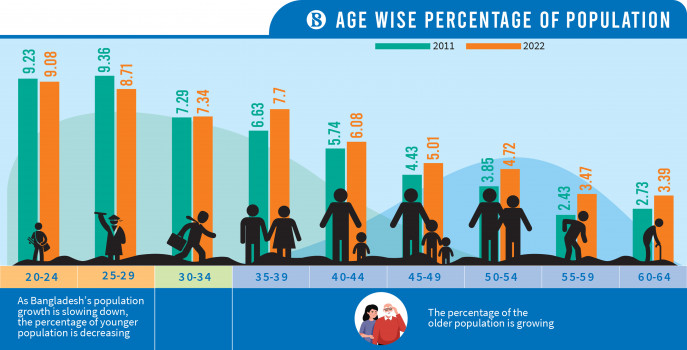 B AGE WISE PERCENTAGE OF POPULATION
2011 2022
9.23 9.08 9.36 8.71 7.29 7.34 6.63 7.7 5.74 6.08 4.43 5.01 3.85 4.72 2.43 3.47 2.73 3.39
20-24 25-29 30-34 35-39 40-44 45-49 50-54 55-59 60-64
As Bangladesh's population
growth is slowing down,
the percentage of younger
population is decreasing
The percentage of the
older population is growing